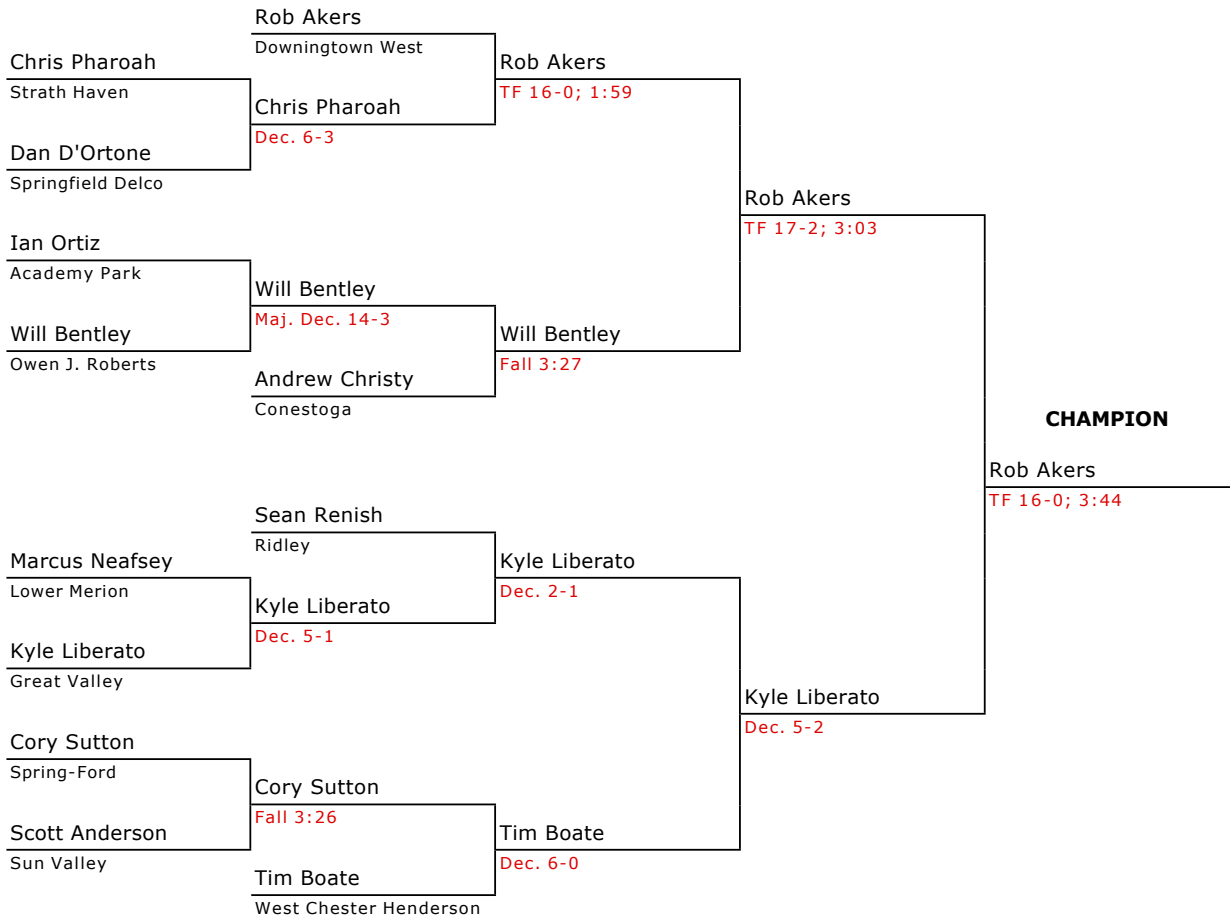 Rob Akers
Downingtown West
Chris Pharoah
Strath Haven
Rob Akers
TF 16-0; 1:59
Chris Pharoah
Dec. 6-3
Dan D'Ortone
Springfield Delco
Rob Akers
TF 17-2; 3:03
Ian Ortiz
Academy Park
Will Bentley
Maj. Dec. 14-3
Will Bentley
Owen J. Roberts
Will Bentley
Fall 3:27
Andrew Christy
Conestoga
CHAMPION
Rob Akers
TF 16-0; 3:44
Sean Renish
Ridley
Marcus Neafsey
Lower Merion
Kyle Liberato
Dec. 2-1
Kyle Liberato
Dec. 5-1
Kyle Liberato
Great Valley
Kyle Liberato
Dec. 5-2
Cory Sutton
Spring-Ford
Cory Sutton
Fall 3:26
Scott Anderson
Sun Valley
Tim Boate
Dec. 6-0
Tim Boate
West Chester Henderson